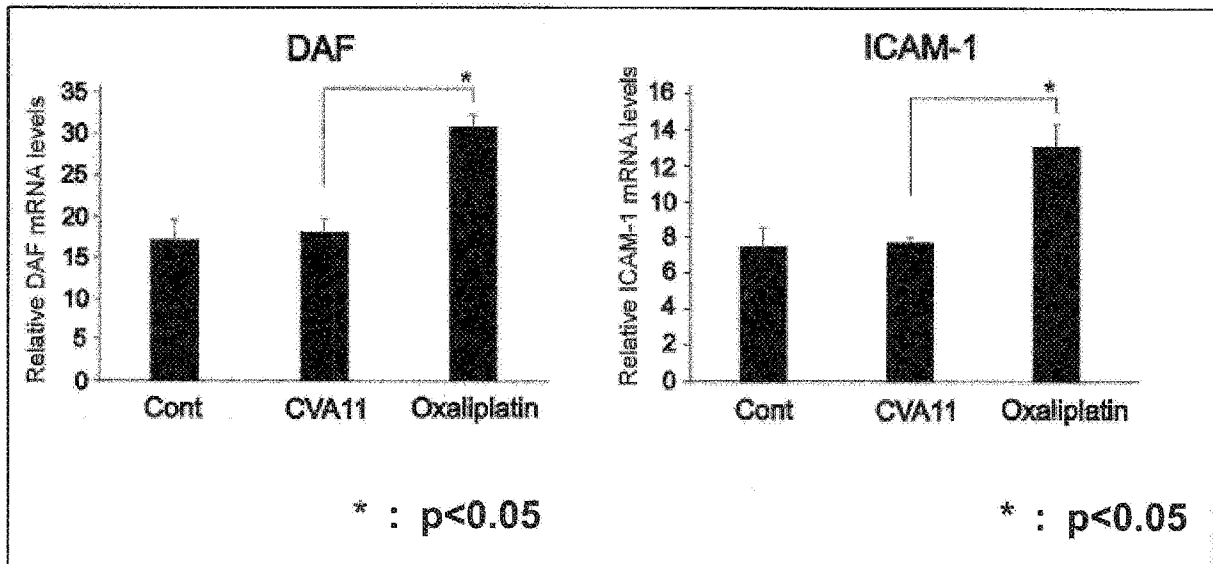 DAF
*
35
30
25
20
15
10
5
0
Relative DAF mRNA levels
Cont CVA11 Oxaliplatin
* : p<0.05
ICAM-1
*
16
14
12
10
8
6
4
2
0
Relative ICAM-1 mRNA levels
Cont CVA11 Oxaliplatin
* : p<0.05